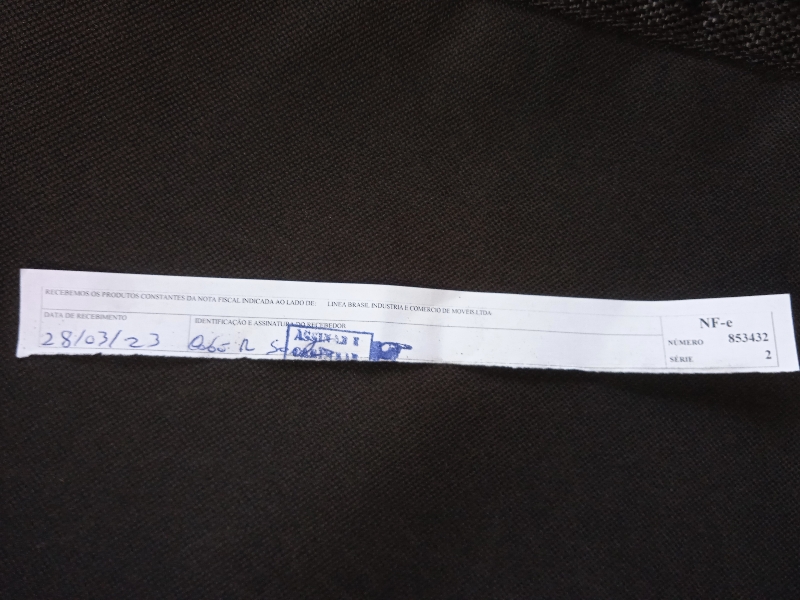 RECEBEMOS OS PRODUTOS CONSTANTES DA NOTA FISCAL INDICADA AO LADO DE: LINEA BRASIL INDUSTRIA E COMERCIO DE MOVEIS LTDA
NF-e
DATA DE RECEBIMENTO IDENTIFICAÇÃO E ASSINATURA DO RECEBEDOR
NÚMERO 853432
28/03/23
SÉRIE 2